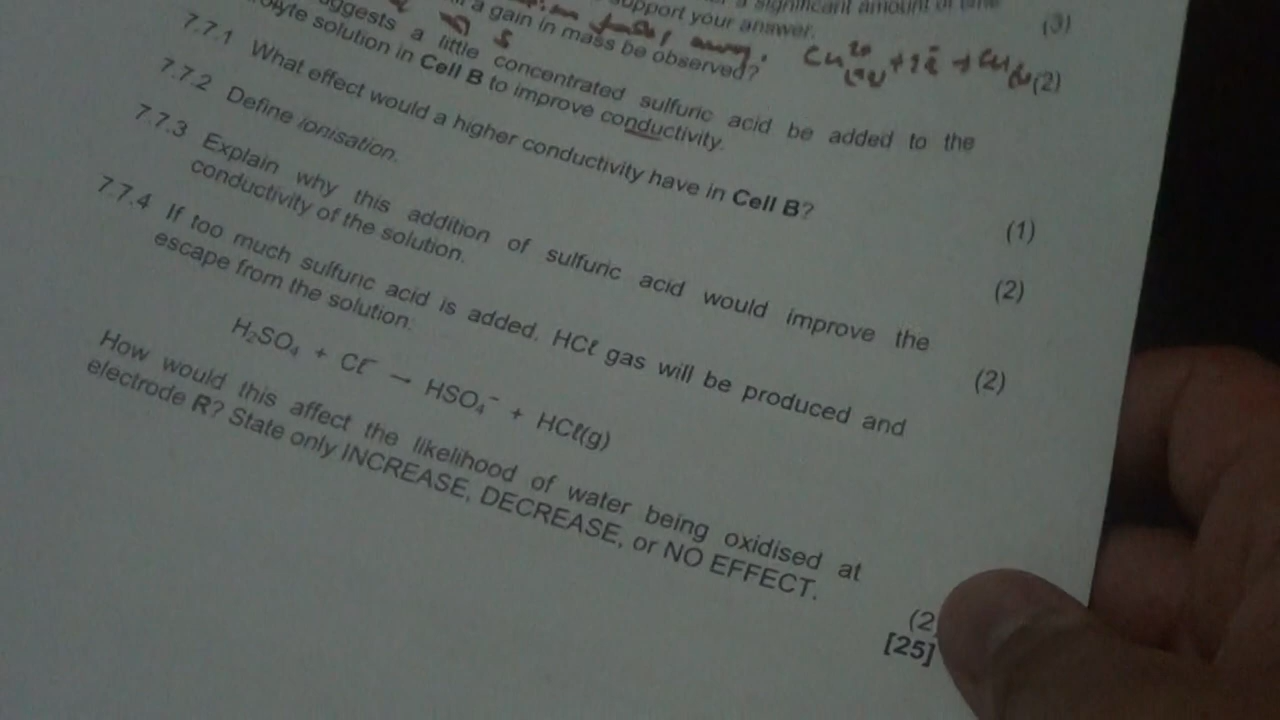 a significant amount of time
support your answer. (3)
a gain in mass be observed? (2)
a little concentrated sulfuric acid be added to the
solution in Cell B to improve conductivity.
7.7.1 What effect would a higher conductivity have in Cell B? (1)
7.7.2 Define ionisation. (2)
7.7.3 Explain why this addition of sulfuric acid would improve the
conductivity of the solution. (2)
7.7.4 If too much sulfuric acid is added, HCℓ gas will be produced and
escape from the solution.
H₂SO₄ + Cℓ⁻ → HSO₄⁻ + HCℓ(g)
How would this affect the likelihood of water being oxidised at
electrode R? State only INCREASE, DECREASE, or NO EFFECT.
(2
[25]